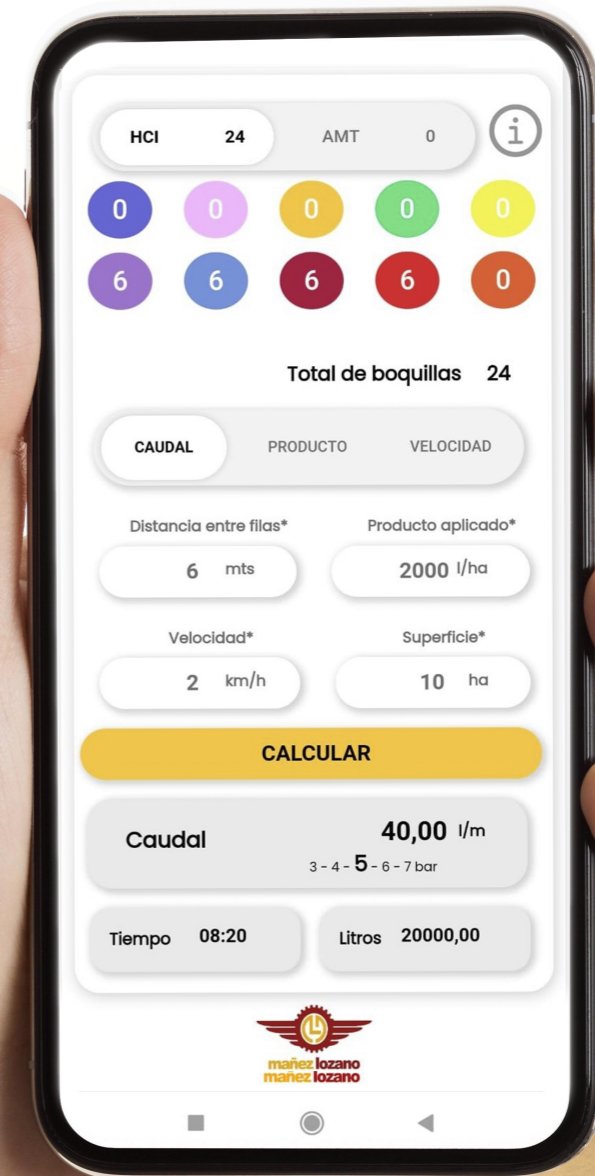 HCI 24 AMT 0 i
0 0 0 0 0
6 6 6 6 0
Total de boquillas 24
CAUDAL PRODUCTO VELOCIDAD
Distancia entre filas* Producto aplicado*
6 mts 2000 l/ha
Velocidad* Superficie*
2 km/h 10 ha
CALCULAR
Caudal 40,00 l/m
3 - 4 - 5 - 6 - 7 bar
Tiempo 08:20 Litros 20000,00
mañez lozano
mañez lozano